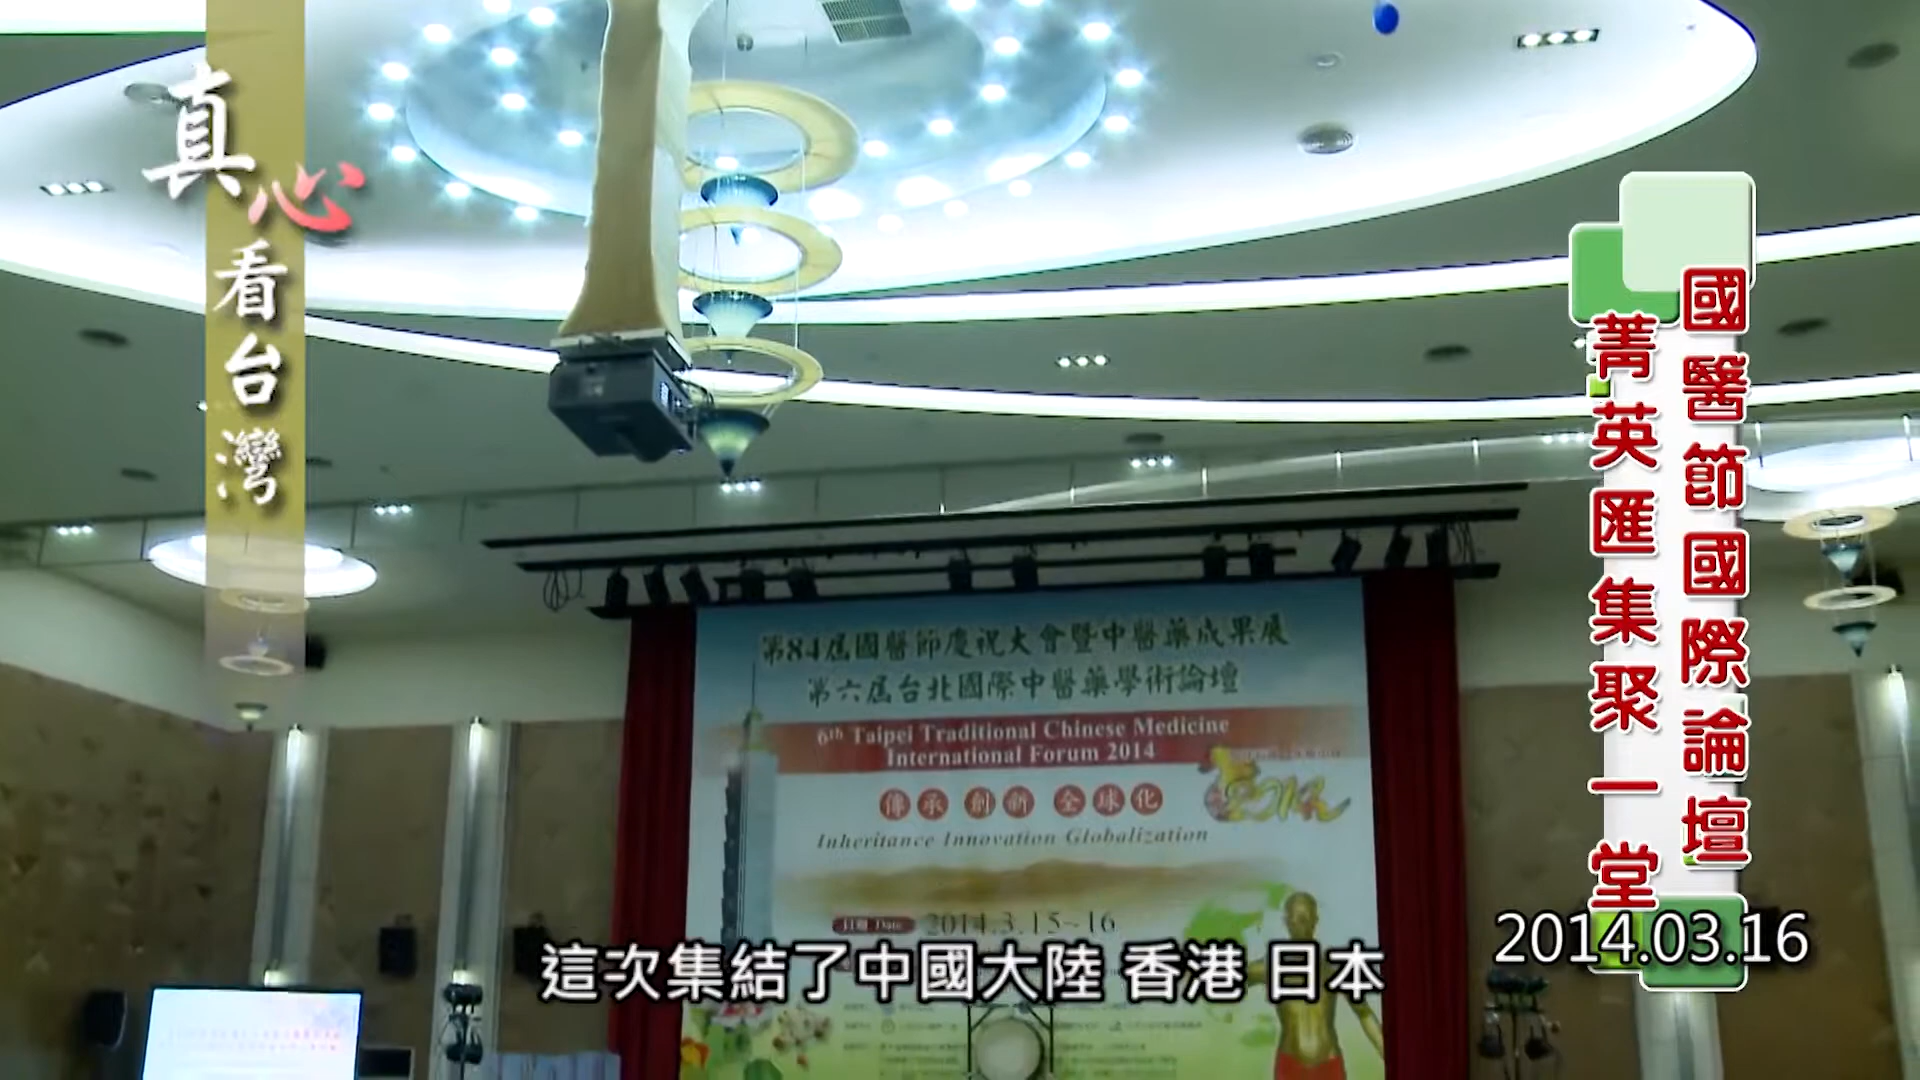 真心看台灣
國醫節國際論壇
菁英匯集聚一堂
第84屆國醫節慶祝大會暨中醫藥成果展
第六屆台北國際中醫藥學術論壇
6th Taipei Traditional Chinese Medicine
International Forum 2014
傳承 創新 全球化
Inheritance Innovation Globalization
日期 Date 2014.3.15~16
2014.03.16
這次集結了中國大陸 香港 日本